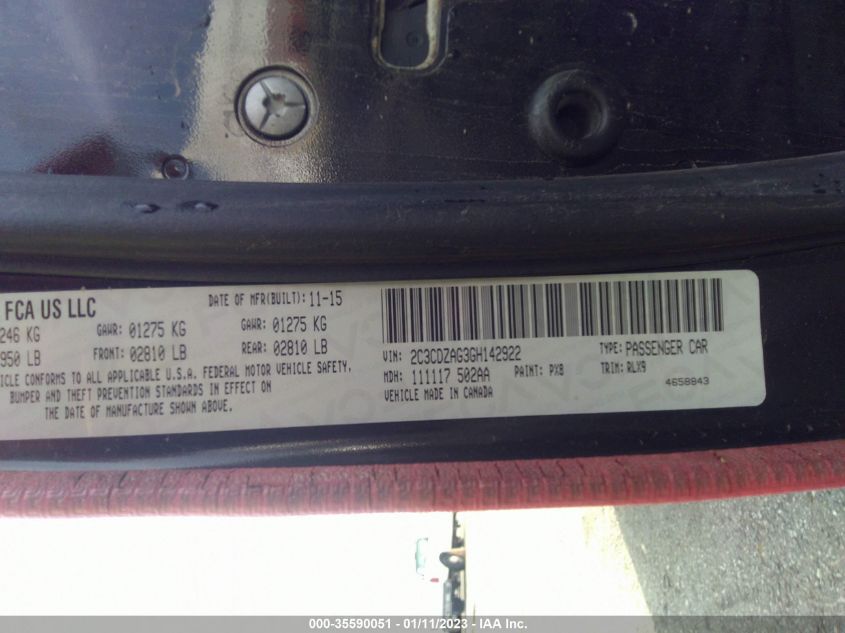 FCA US LLC
DATE OF MFR(BUILT): 11-15
246 KG
GAWR: 01275 KG
GAWR: 01275 KG
950 LB
FRONT: 02810 LB
REAR: 02810 LB
ICLE CONFORMS TO ALL APPLICABLE U.S.A. FEDERAL MOTOR VEHICLE SAFETY,
BUMPER AND THEFT PREVENTION STANDARDS IN EFFECT ON
THE DATE OF MANUFACTURE SHOWN ABOVE.
VIN: 2C3CDZAG3GH142922
TYPE: PASSENGER CAR
MDH: 111117 502AA
PAINT: PX8
TRIM: RLX9
VEHICLE MADE IN CANADA
4658843
000-35590051 - 01/11/2023 - IAA Inc.